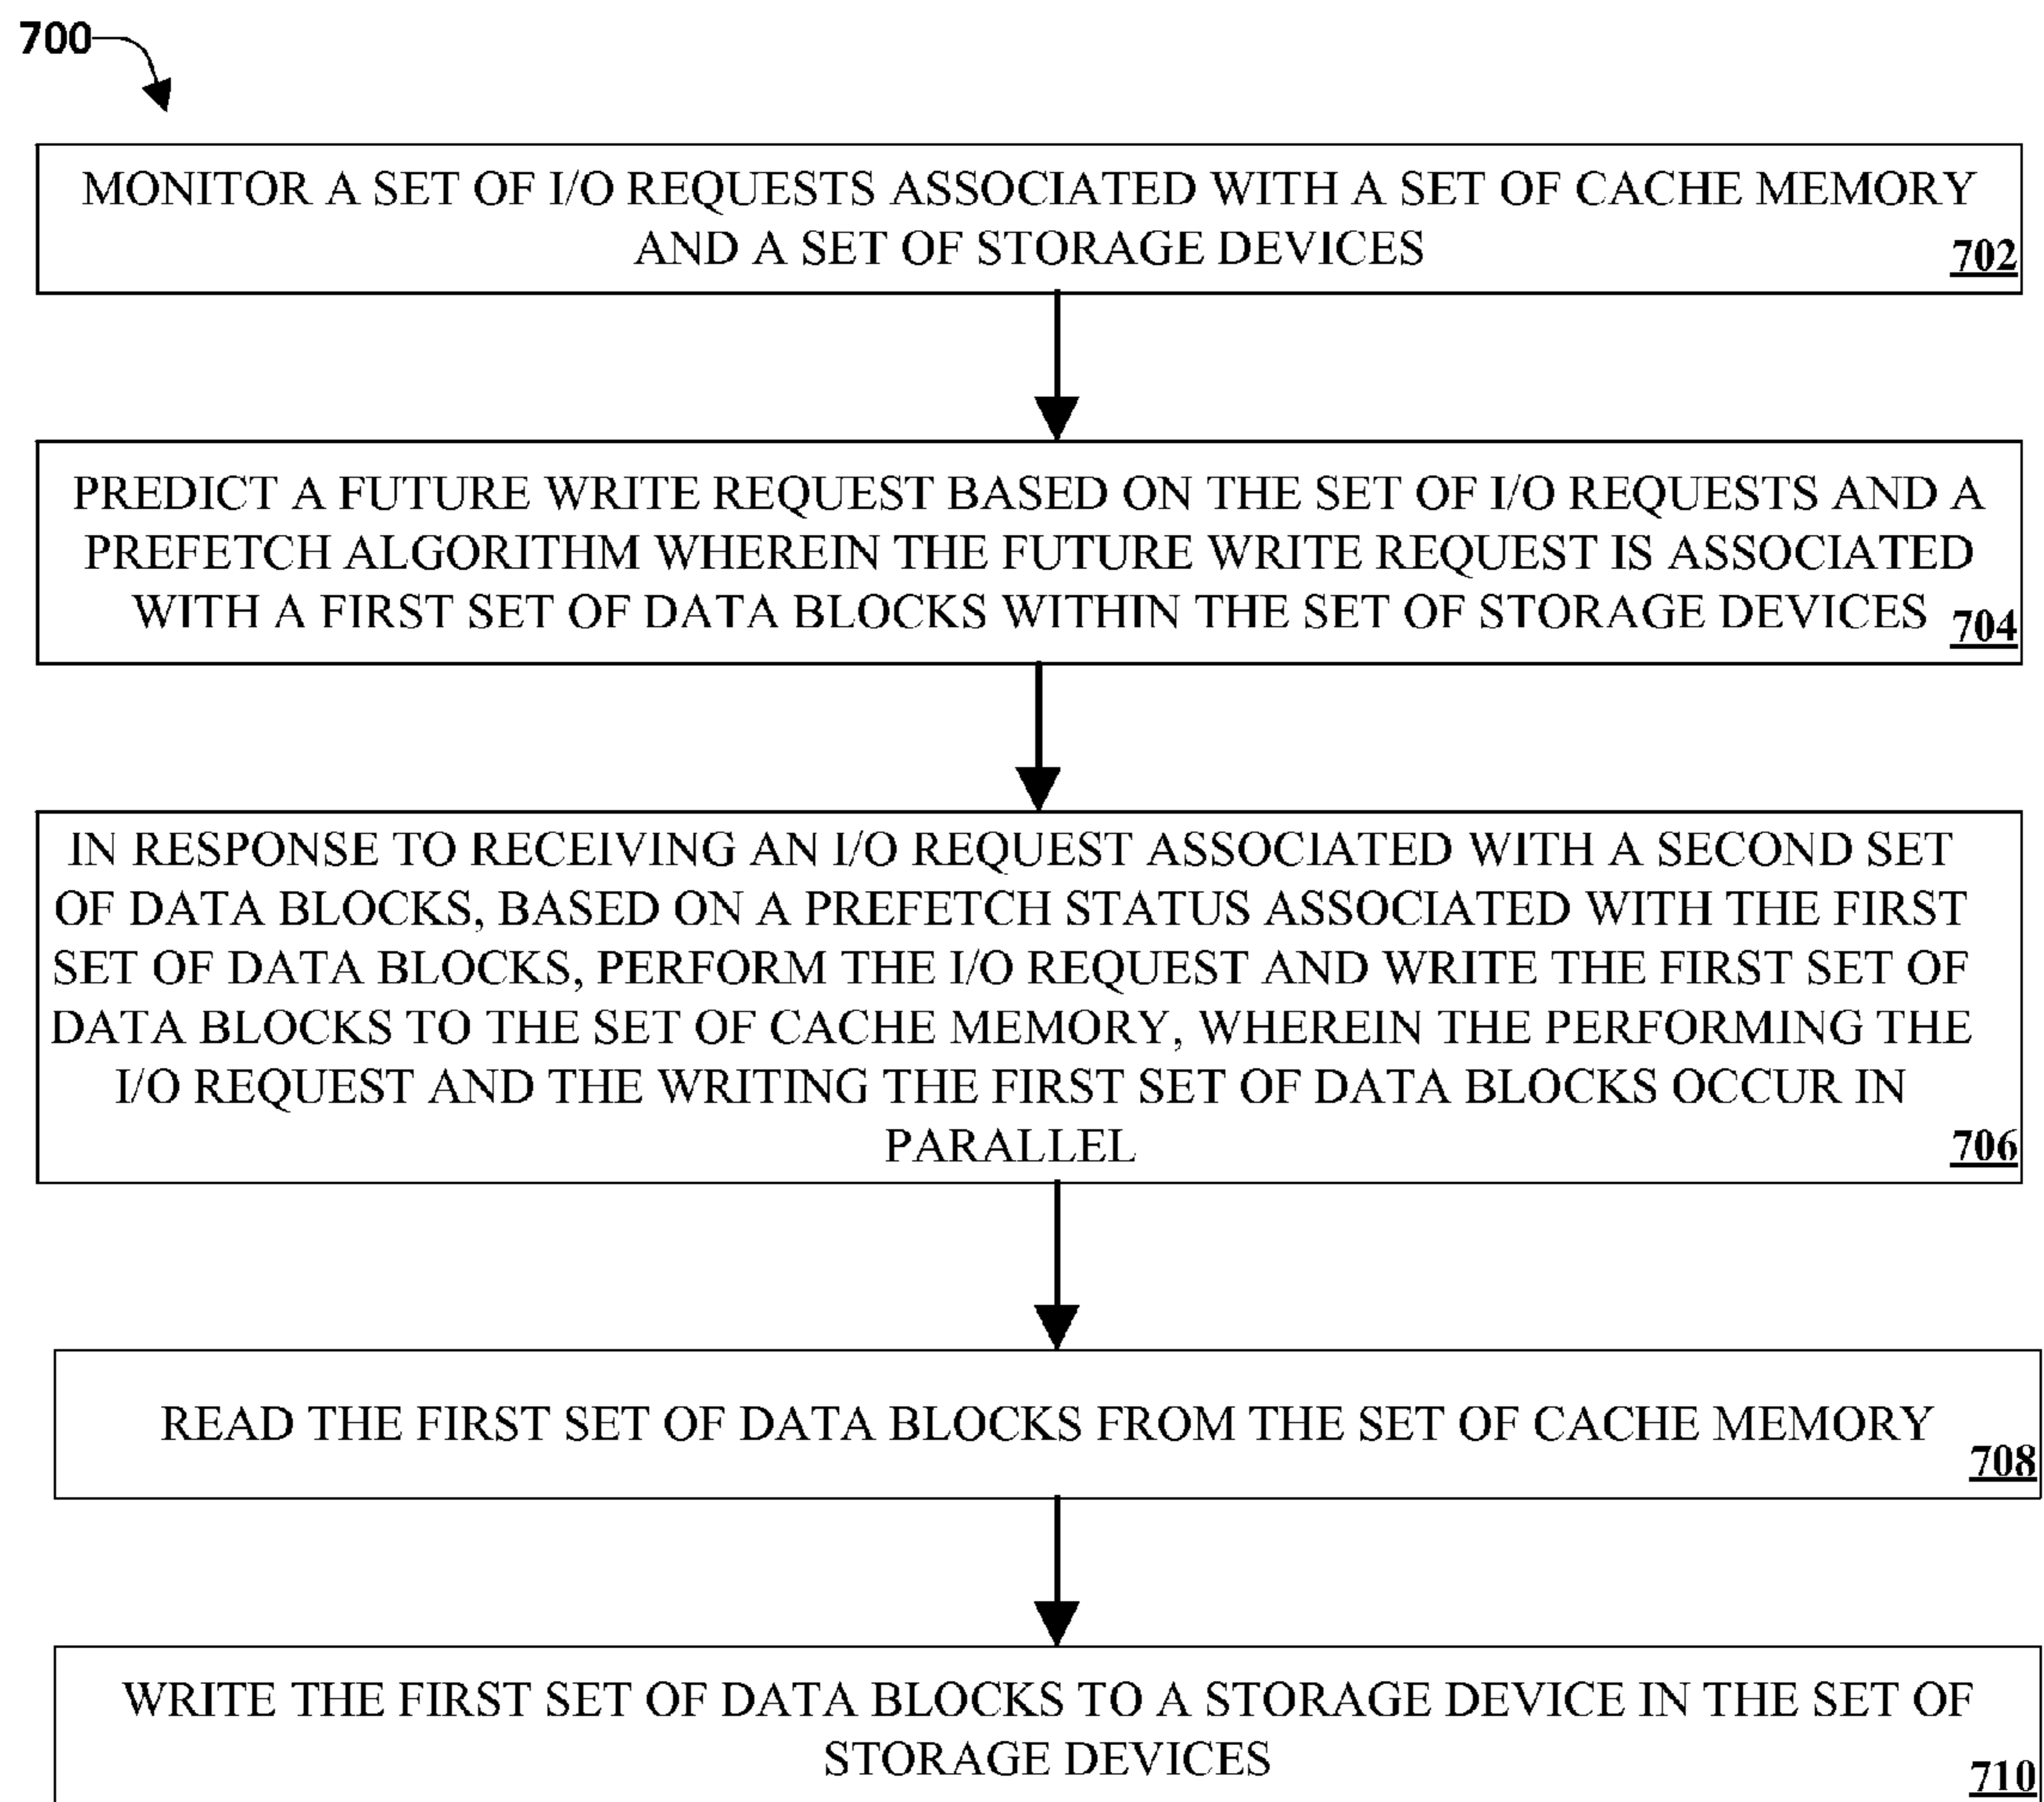 700
MONITOR A SET OF I/O REQUESTS ASSOCIATED WITH A SET OF CACHE MEMORY
AND A SET OF STORAGE DEVICES
702
PREDICT A FUTURE WRITE REQUEST BASED ON THE SET OF I/O REQUESTS AND A
PREFETCH ALGORITHM WHEREIN THE FUTURE WRITE REQUEST IS ASSOCIATED
WITH A FIRST SET OF DATA BLOCKS WITHIN THE SET OF STORAGE DEVICES
704
IN RESPONSE TO RECEIVING AN I/O REQUEST ASSOCIATED WITH A SECOND SET
OF DATA BLOCKS, BASED ON A PREFETCH STATUS ASSOCIATED WITH THE FIRST
SET OF DATA BLOCKS, PERFORM THE I/O REQUEST AND WRITE THE FIRST SET OF
DATA BLOCKS TO THE SET OF CACHE MEMORY, WHEREIN THE PERFORMING THE
I/O REQUEST AND THE WRITING THE FIRST SET OF DATA BLOCKS OCCUR IN
PARALLEL
706
READ THE FIRST SET OF DATA BLOCKS FROM THE SET OF CACHE MEMORY
708
WRITE THE FIRST SET OF DATA BLOCKS TO A STORAGE DEVICE IN THE SET OF
STORAGE DEVICES
710